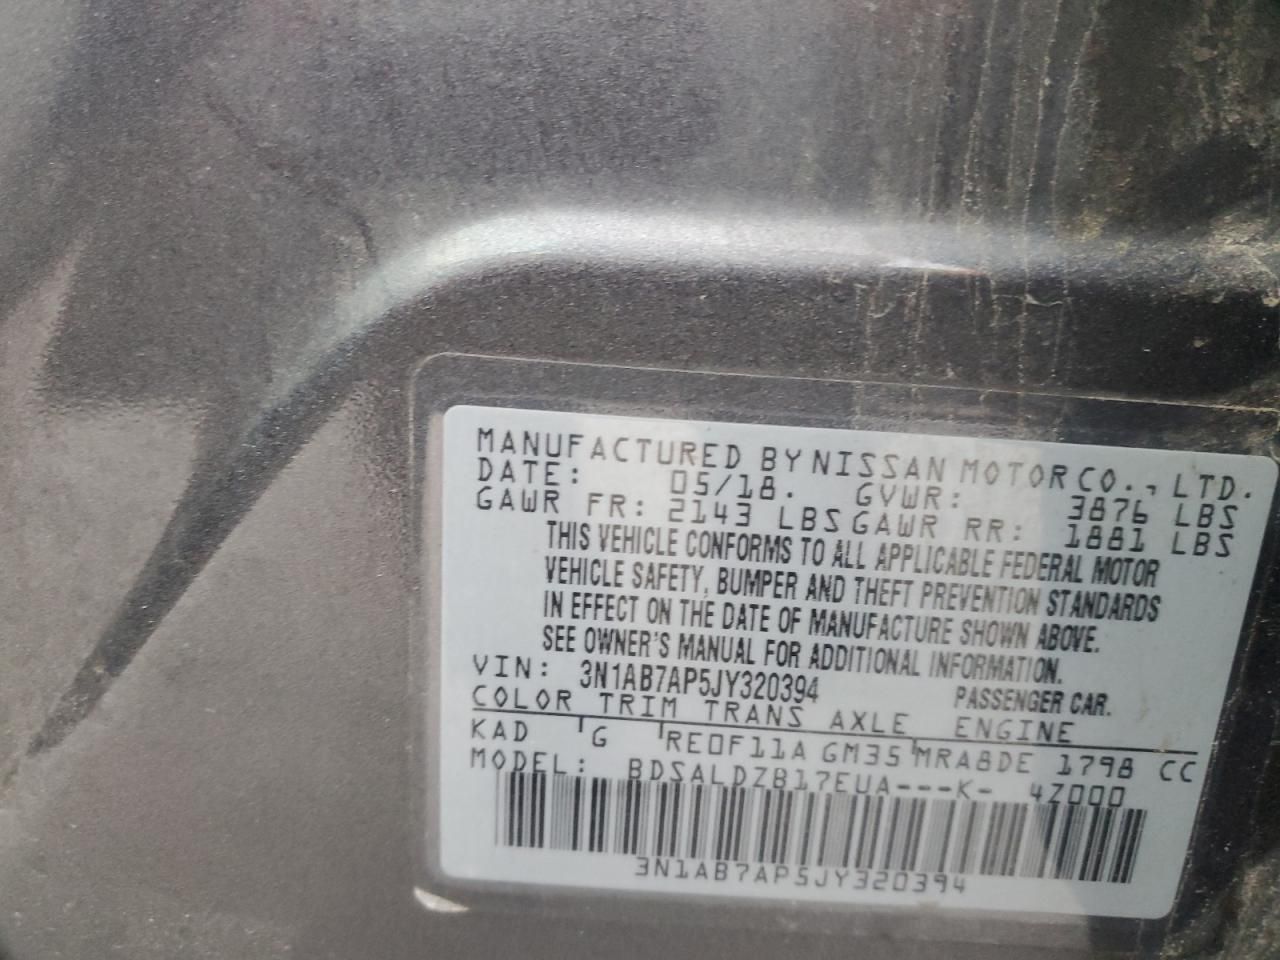 MANUFACTURED BY NISSAN MOTOR CO., LTD.
DATE: 05/18. GVWR: 3876 LBS
GAWR FR: 2143 LBS GAWR RR: 1881 LBS
THIS VEHICLE CONFORMS TO ALL APPLICABLE FEDERAL MOTOR
VEHICLE SAFETY, BUMPER AND THEFT PREVENTION STANDARDS
IN EFFECT ON THE DATE OF MANUFACTURE SHOWN ABOVE.
SEE OWNER'S MANUAL FOR ADDITIONAL INFORMATION.
VIN: 3N1AB7AP5JY320394 PASSENGER CAR.
COLOR TRIM TRANS AXLE ENGINE
KAD G RE0F11A GM35 MRA8DE 1798 CC
MODEL: BDSALDZB17EUA---K- 4Z000
3N1AB7AP5JY320394